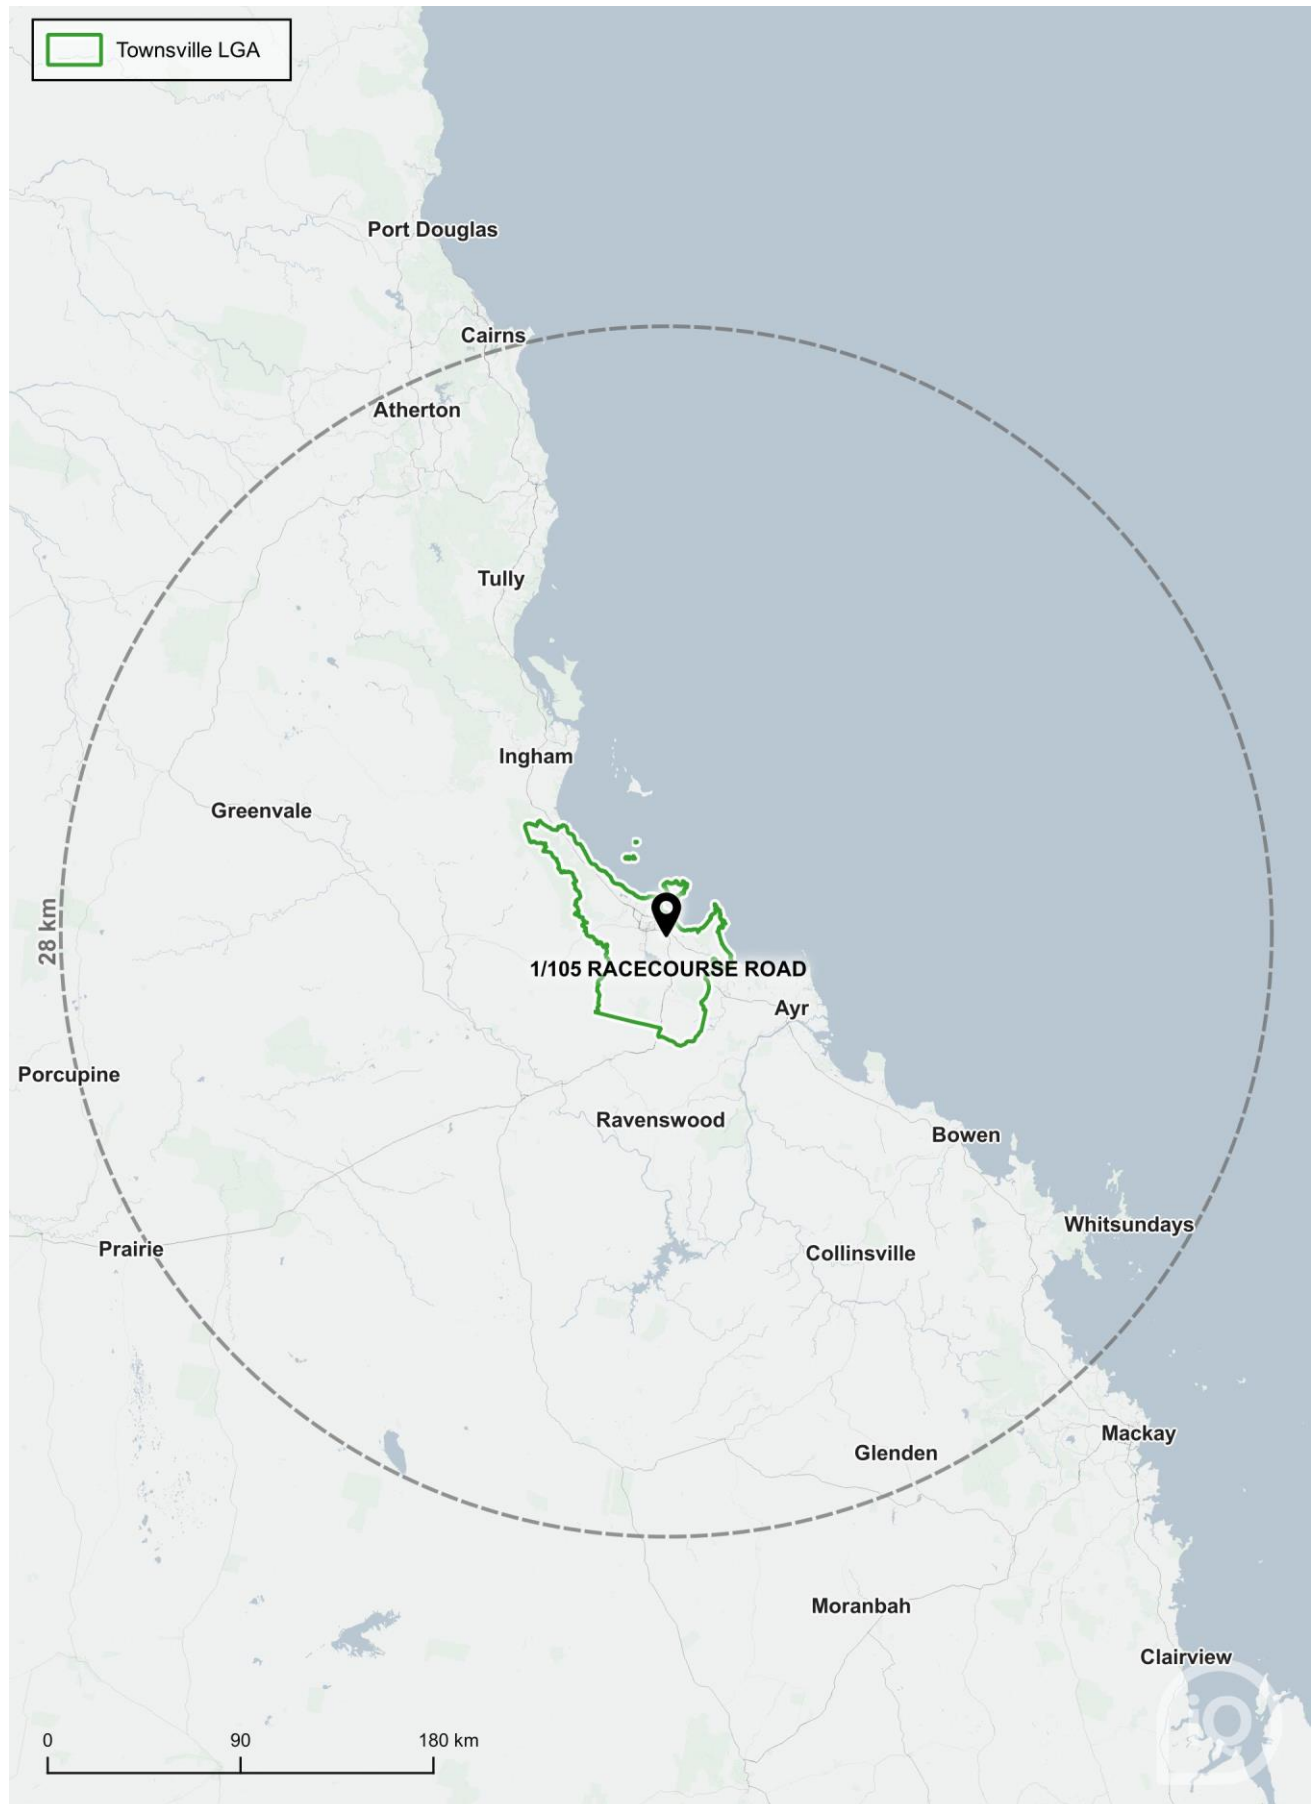 Townsville LGA
Port Douglas
Cairns
Atherton
Tully
Ingham
Greenvale
28 km
1/105 RACECOURSE ROAD
Ayr
Porcupine
Ravenswood
Bowen
Whitsundays
Prairie
Collinsville
Mackay
Glenden
Moranbah
Clairview
0 90 180 km